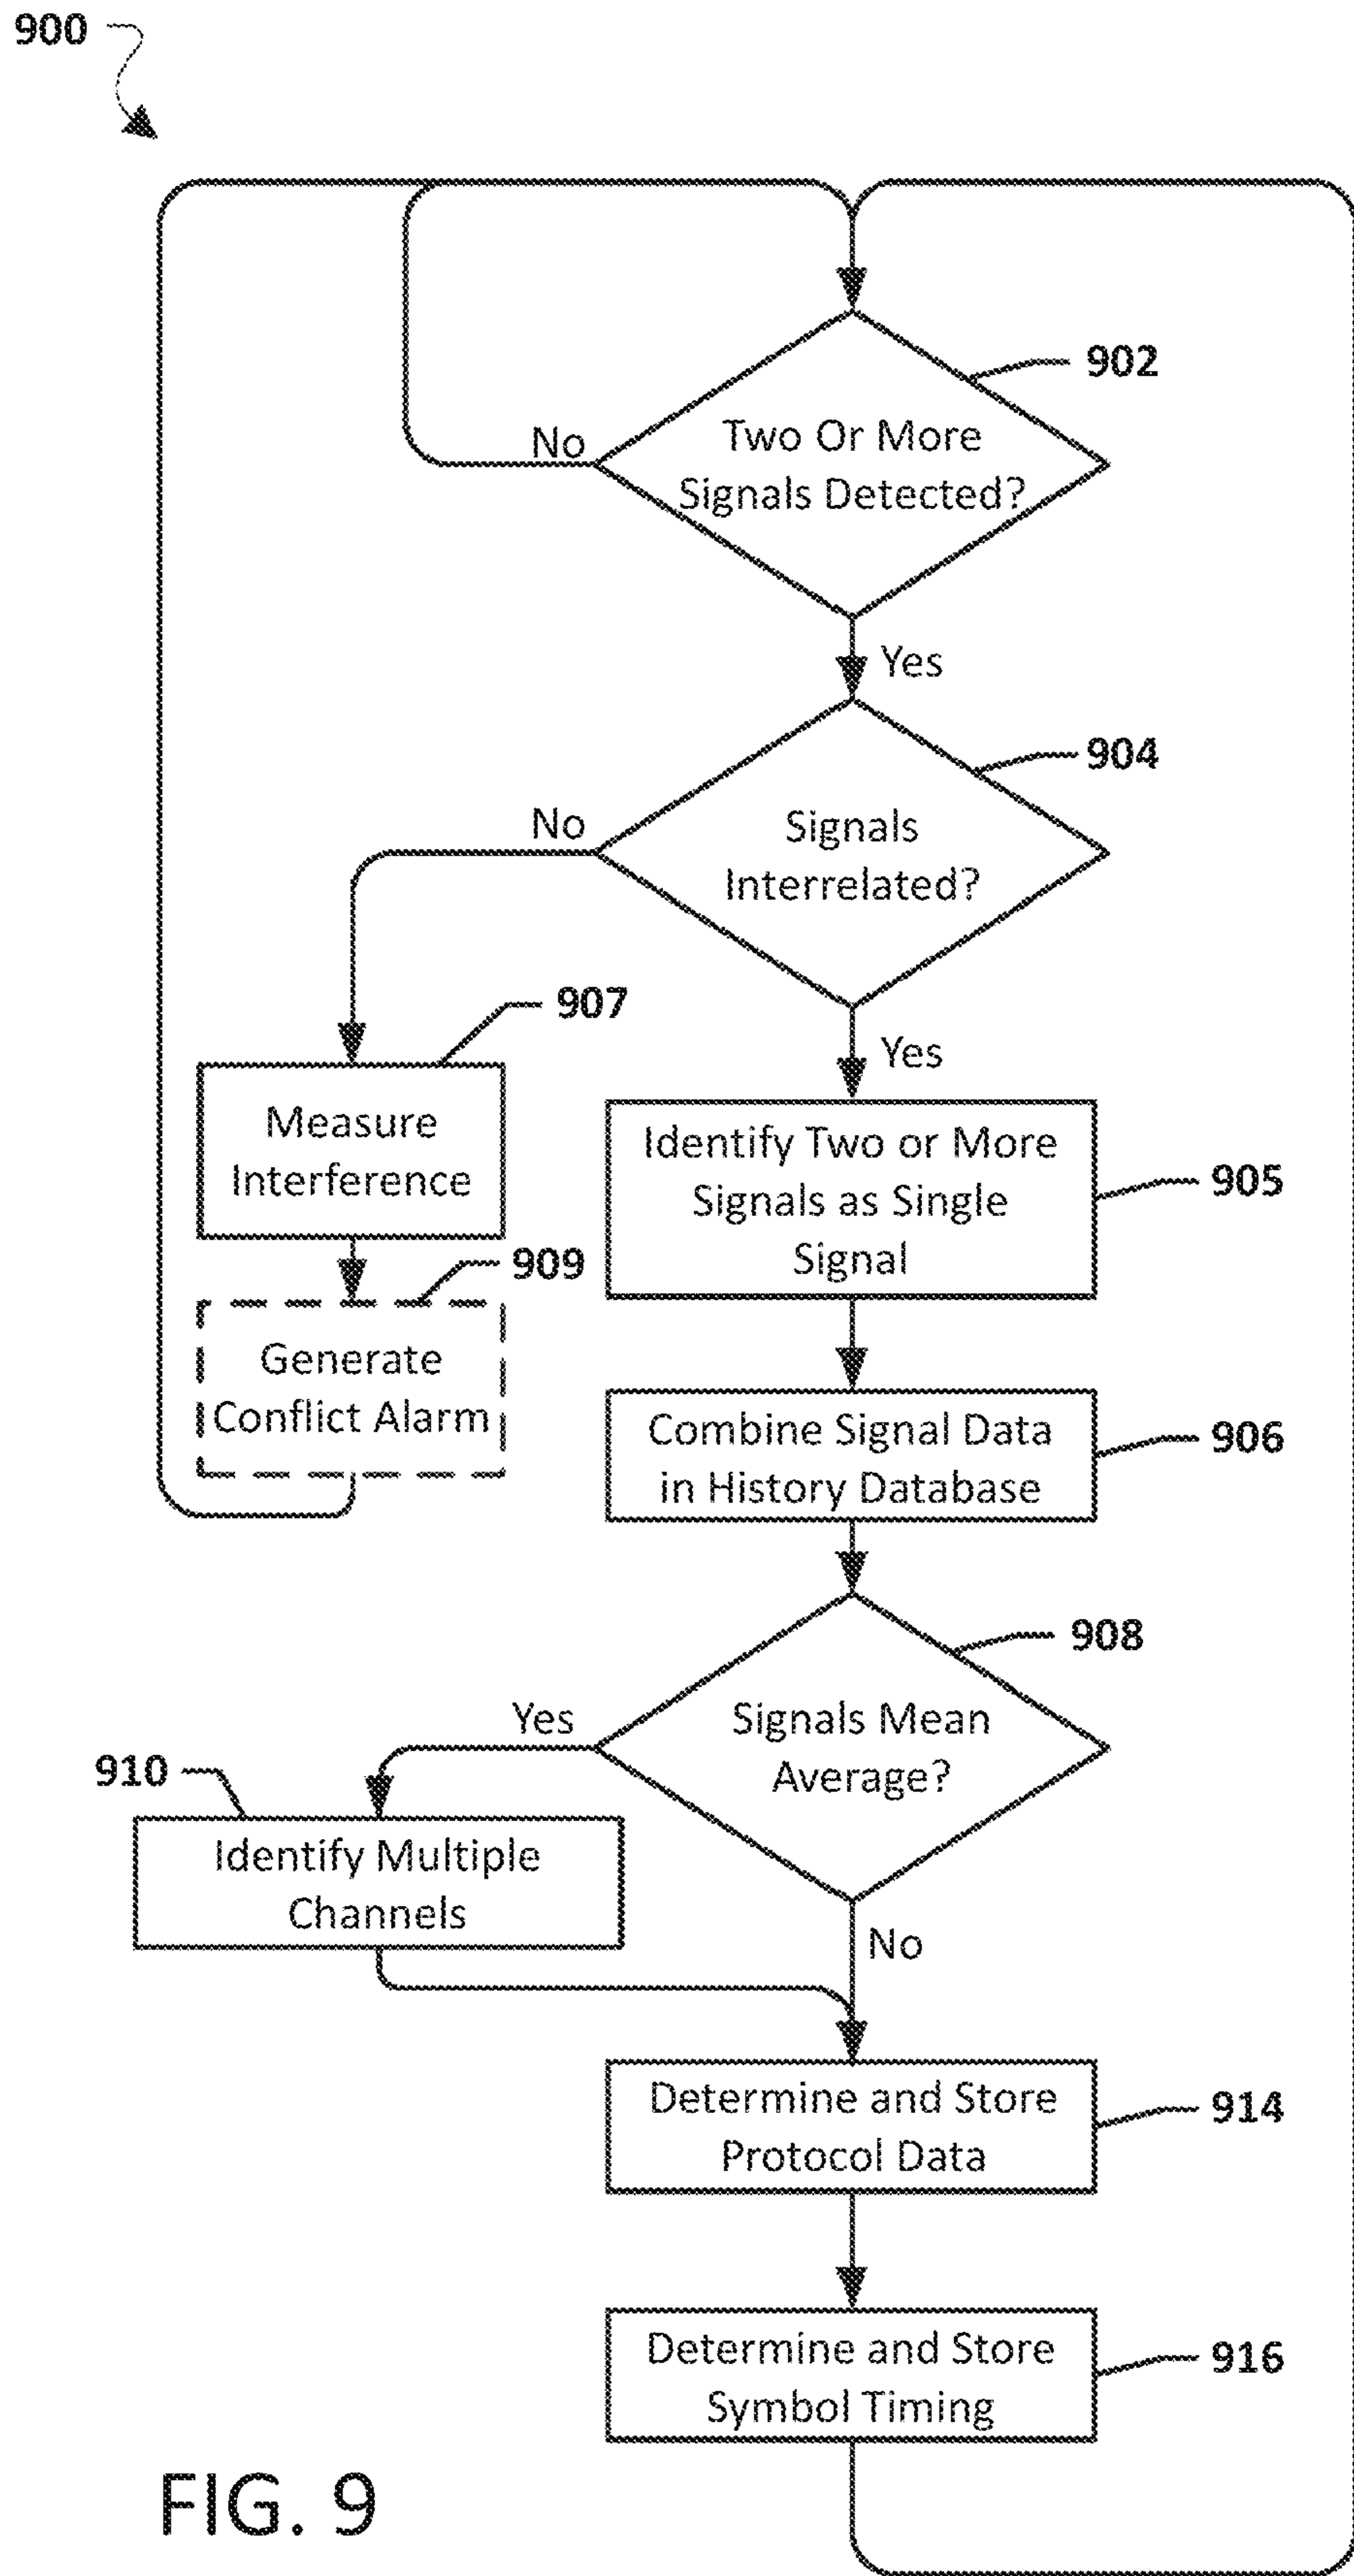 900
902
No
Two Or More
Signals Detected?
Yes
904
No
Signals
Interrelated?
907
Yes
Measure
Interference
Identify Two or More
Signals as Single
Signal
905
909
Generate
Conflict Alarm
Combine Signal Data
in History Database
906
908
Yes
Signals Mean
Average?
910
Identify Multiple
Channels
No
Determine and Store
Protocol Data
914
Determine and Store
Symbol Timing
916
FIG. 9